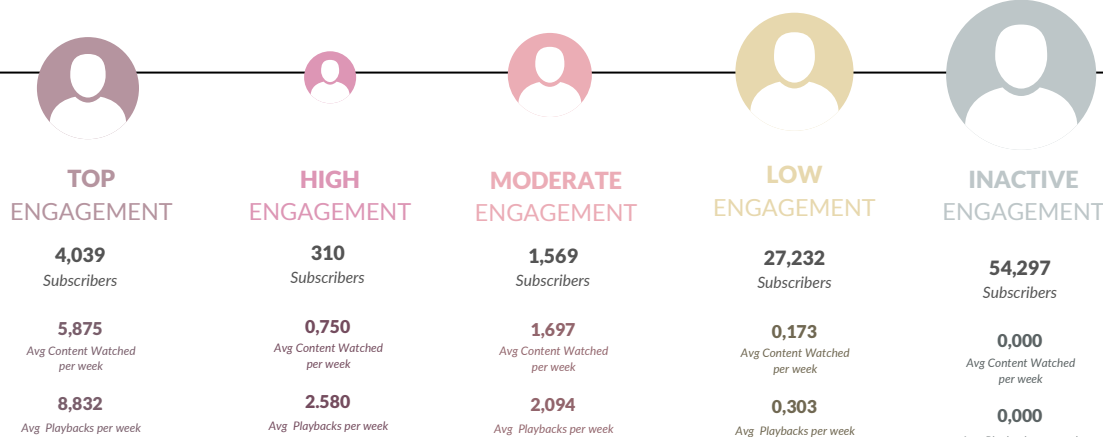 TOP
ENGAGEMENT
4,039
Subscribers
5,875
Avg Content Watched
per week
8,832
Avg Playbacks per week
HIGH
ENGAGEMENT
310
Subscribers
0,750
Avg Content Watched
per week
2.580
Avg Playbacks per week
MODERATE
ENGAGEMENT
1,569
Subscribers
1,697
Avg Content Watched
per week
2,094
Avg Playbacks per week
LOW
ENGAGEMENT
27,232
Subscribers
0,173
Avg Content Watched
per week
0,303
Avg Playbacks per week
INACTIVE
ENGAGEMENT
54,297
Subscribers
0,000
Avg Content Watched
per week
0,000